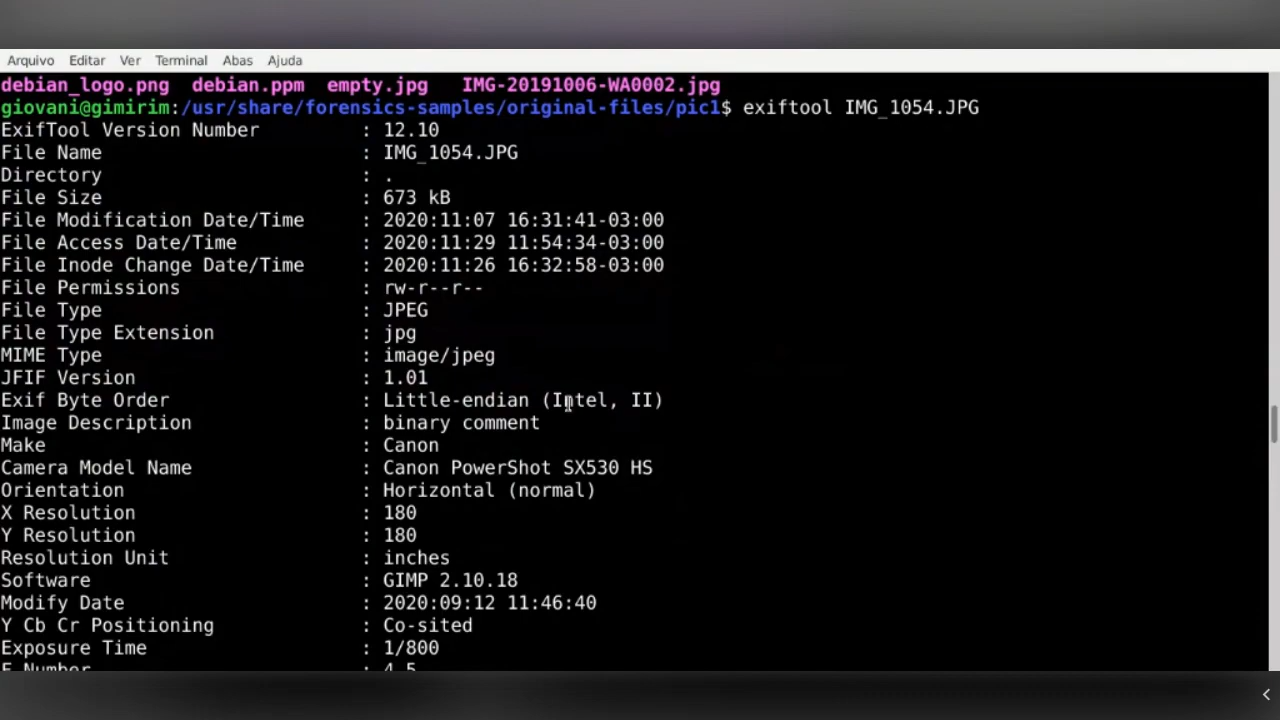 Arquivo Editar Ver Terminal Abas Ajuda
debian_logo.png debian.ppm empty.jpg IMG-20191006-WA0002.jpg
giovani@gimirim:/usr/share/forensics-samples/original-files/pic1$ exiftool IMG_1054.JPG
ExifTool Version Number : 12.10
File Name : IMG_1054.JPG
Directory : .
File Size : 673 kB
File Modification Date/Time : 2020:11:07 16:31:41-03:00
File Access Date/Time : 2020:11:29 11:54:34-03:00
File Inode Change Date/Time : 2020:11:26 16:32:58-03:00
File Permissions : rw-r--r--
File Type : JPEG
File Type Extension : jpg
MIME Type : image/jpeg
JFIF Version : 1.01
Exif Byte Order : Little-endian (Intel, II)
Image Description : binary comment
Make : Canon
Camera Model Name : Canon PowerShot SX530 HS
Orientation : Horizontal (normal)
X Resolution : 180
Y Resolution : 180
Resolution Unit : inches
Software : GIMP 2.10.18
Modify Date : 2020:09:12 11:46:40
Y Cb Cr Positioning : Co-sited
Exposure Time : 1/800
F Number : 4.5